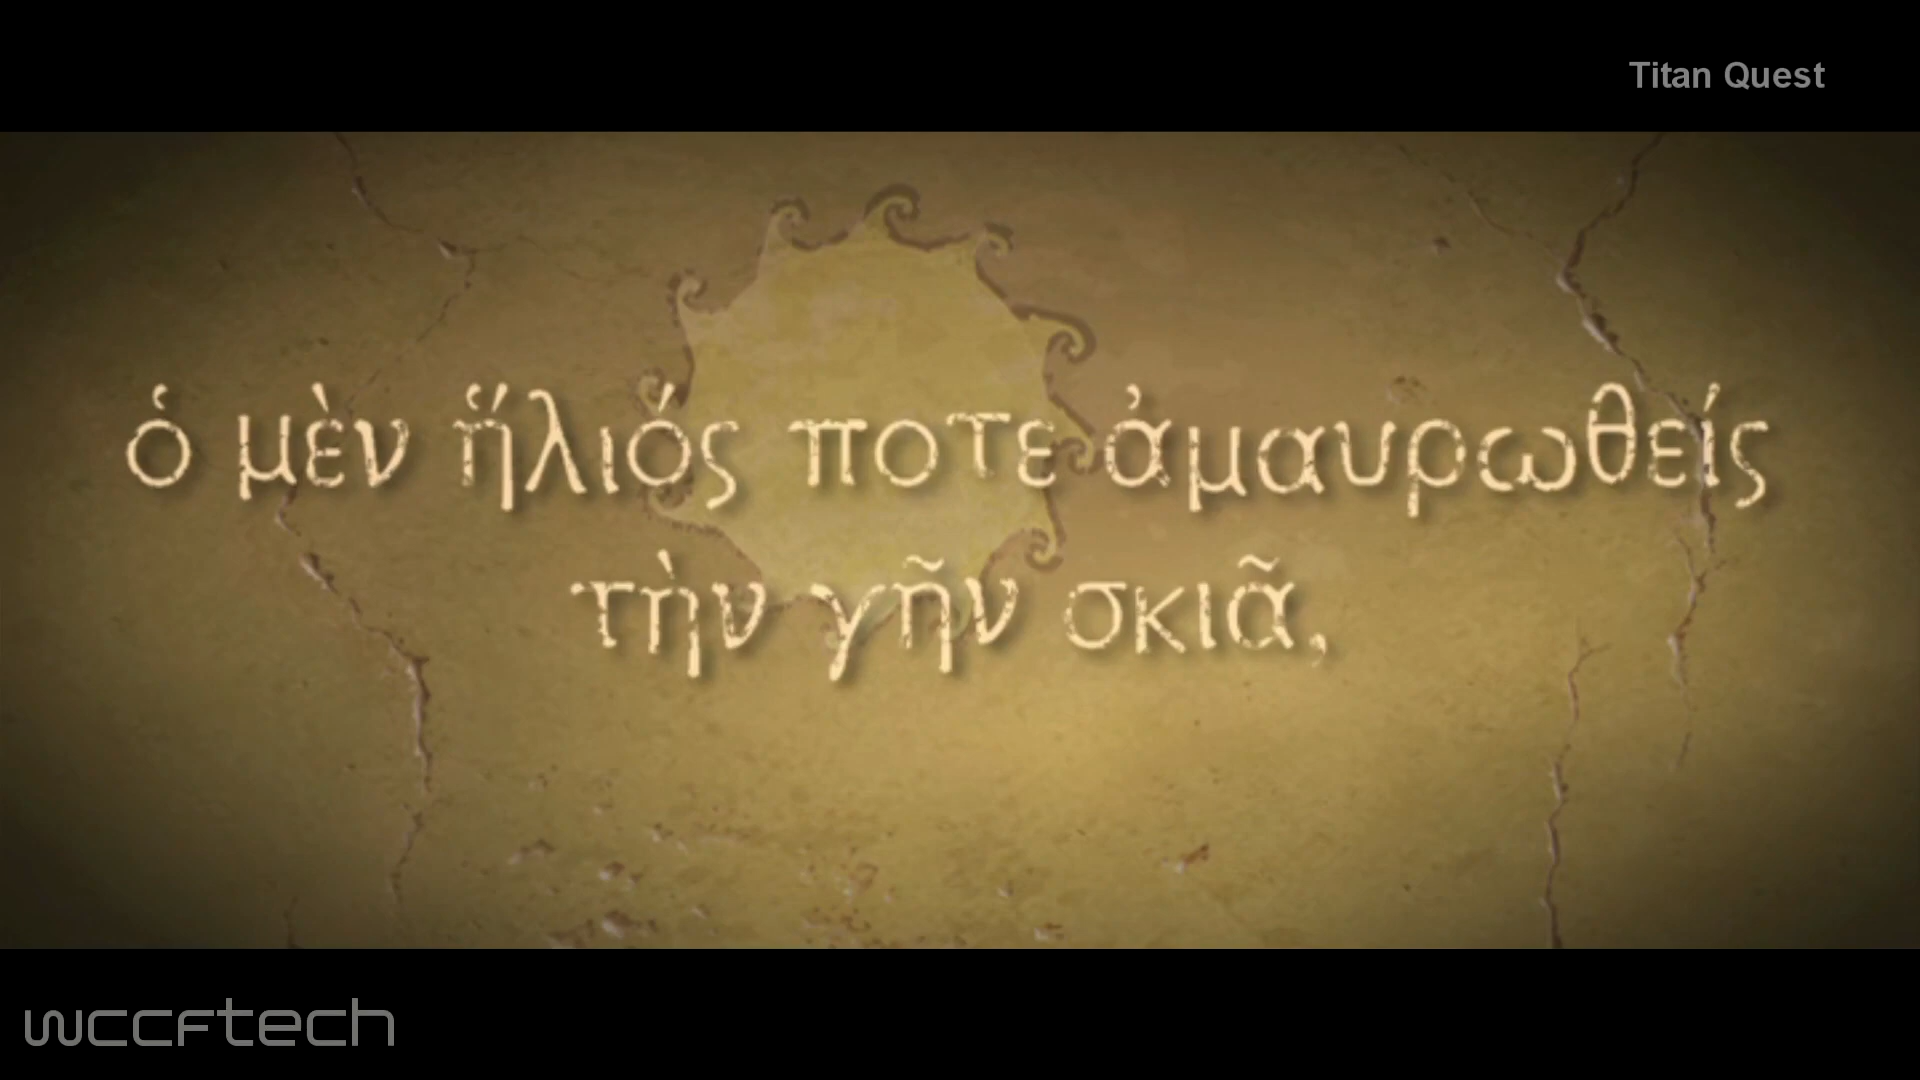 Titan Quest
ὁ μὲν ἥλιός ποτε ἀμαυρωθείς
τὴν γῆν σκιᾶ,
wccftech